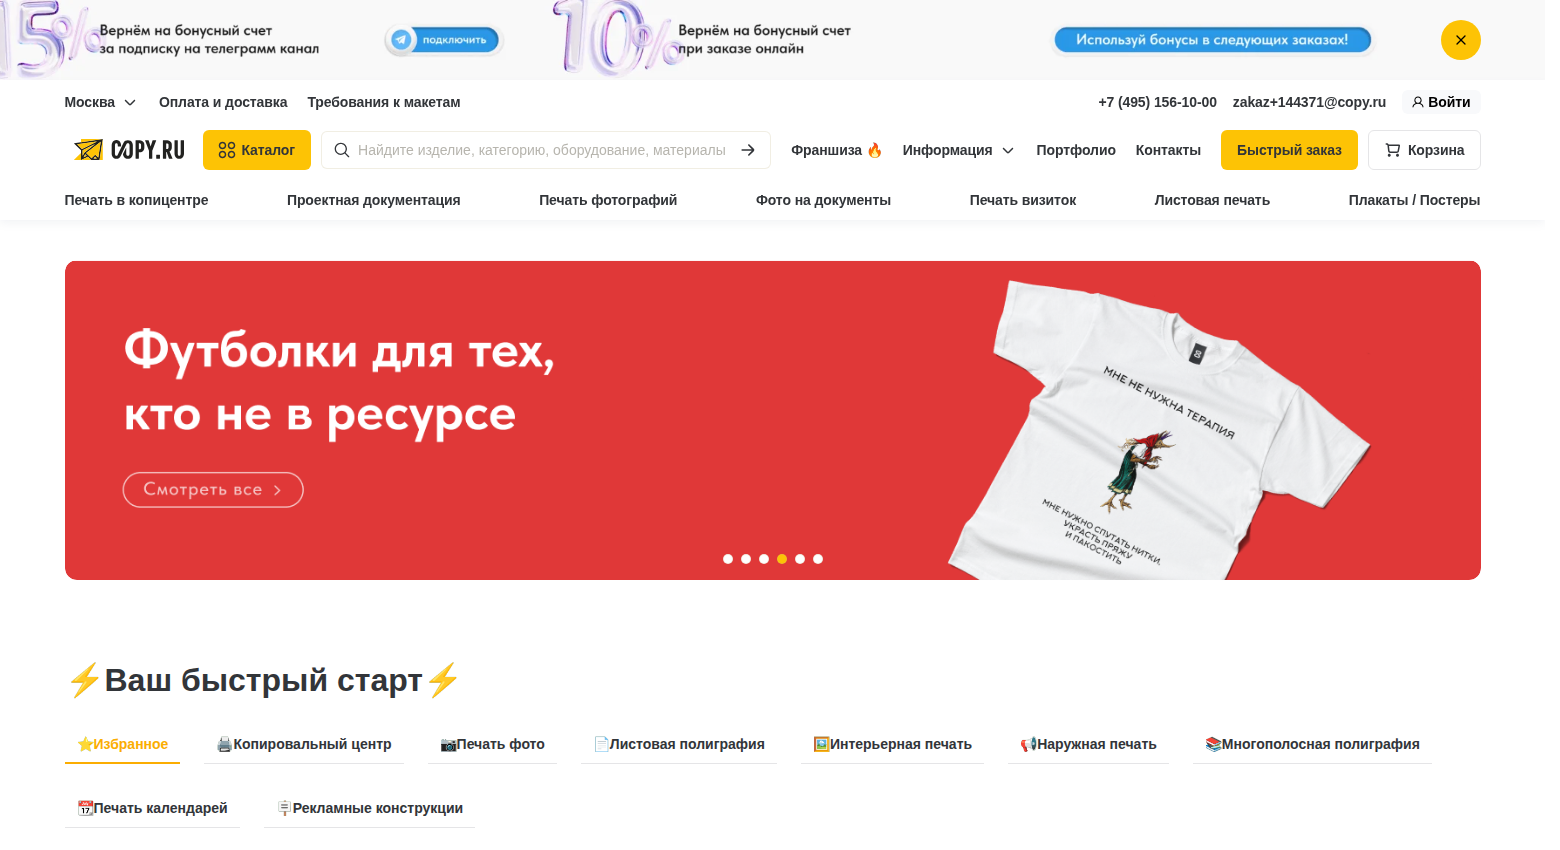 15%
Вернём на бонусный счет
за подписку на телеграмм канал
подключить
10%
Вернём на бонусный счет
при заказе онлайн
Используй бонусы в следующих заказах!
Москва
Оплата и доставка
Требования к макетам
+7 (495) 156-10-00
zakaz+144371@copy.ru
Войти
COPY.RU
Каталог
Найдите изделие, категорию, оборудование, материалы
Франшиза 🔥
Информация
Портфолио
Контакты
Быстрый заказ
Корзина
Печать в копицентре
Проектная документация
Печать фотографий
Фото на документы
Печать визиток
Листовая печать
Плакаты / Постеры
Футболки для тех,
кто не в ресурсе
Смотреть все
МНЕ НЕ НУЖНА ТЕРАПИЯ
МНЕ НУЖНО СПУТАТЬ НИТКИ,
УКРАСТЬ ПРЯЖУ
И ПАКОСТИТЬ
⚡Ваш быстрый старт⚡
⭐Избранное
🖨️Копировальный центр
📷Печать фото
📄Листовая полиграфия
🖼️Интерьерная печать
📢Наружная печать
📚Многополосная полиграфия
📆Печать календарей
🪧Рекламные конструкции